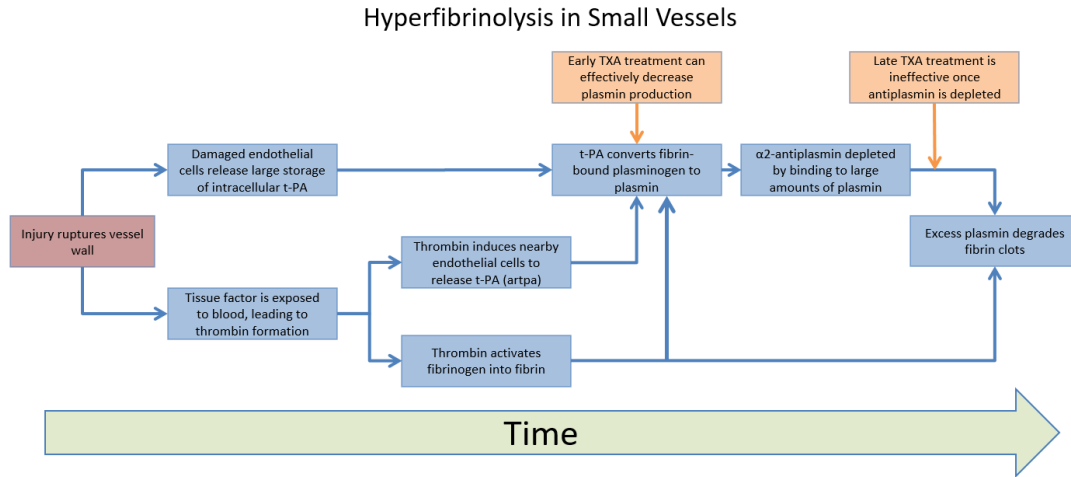 Hyperfibrinolysis in Small Vessels
Early TXA treatment can
effectively decrease
plasmin production
Late TXA treatment is
ineffective once
antiplasmin is depleted
Damaged endothelial
cells release large storage
of intracellular t-PA
t-PA converts fibrin-
bound plasminogen to
plasmin
α2-antiplasmin depleted
by binding to large
amounts of plasmin
Injury ruptures vessel
wall
Thrombin induces nearby
endothelial cells to
release t-PA (artpa)
Excess plasmin degrades
fibrin clots
Tissue factor is exposed
to blood, leading to
thrombin formation
Thrombin activates
fibrinogen into fibrin
Time